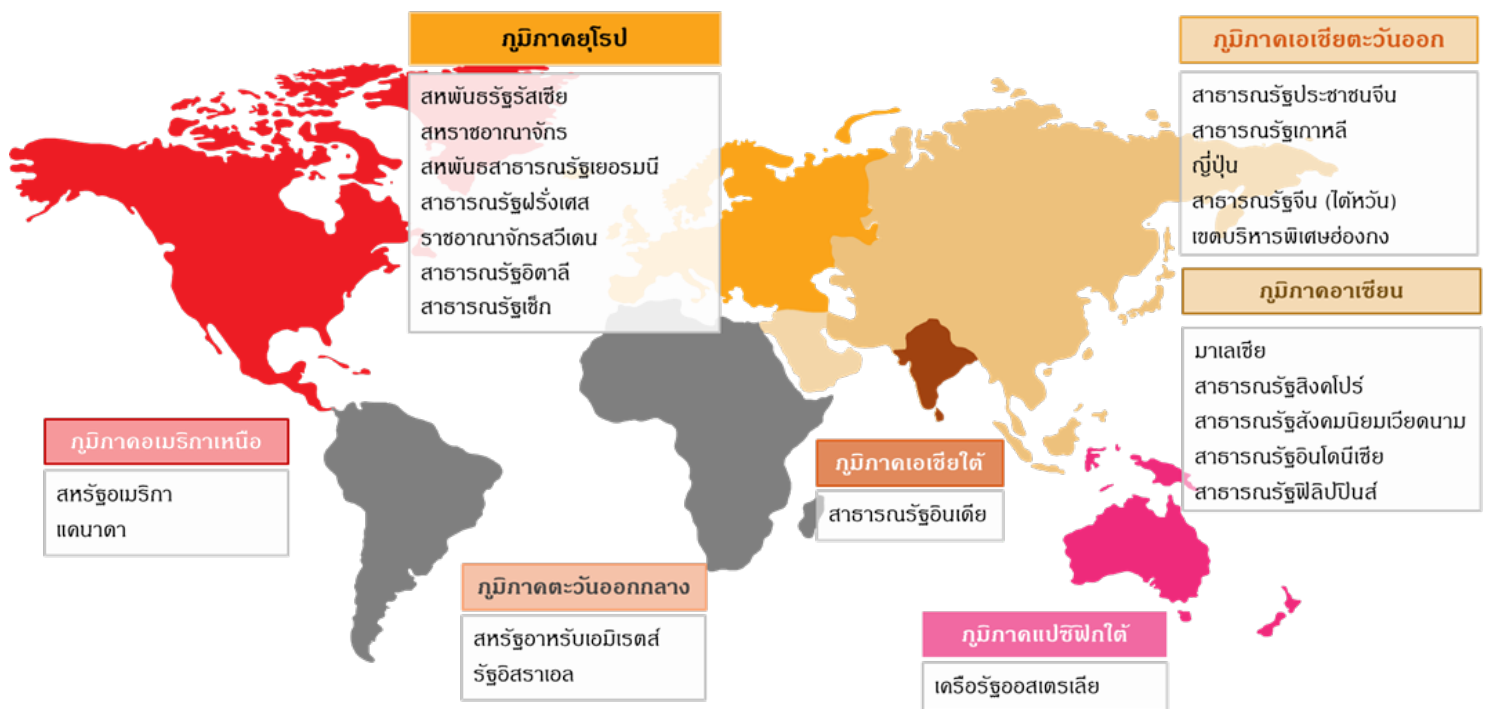 ภูมิภาคยุโรป
สหพันธรัฐรัสเซีย
สหราชอาณาจักร
สหพันธสาธารณรัฐเยอรมนี
สาธารณรัฐฝรั่งเศส
ราชอาณาจักรสวีเดน
สาธารณรัฐอิตาลี
สาธารณรัฐเช็ก
ภูมิภาคเอเชียตะวันออก
สาธารณรัฐประชาชนจีน
สาธารณรัฐเกาหลี
ญี่ปุ่น
สาธารณรัฐจีน (ไต้หวัน)
เขตบริหารพิเศษฮ่องกง
ภูมิภาคอาเซียน
มาเลเซีย
สาธารณรัฐสิงคโปร์
สาธารณรัฐสังคมนิยมเวียดนาม
สาธารณรัฐอินโดนีเซีย
สาธารณรัฐฟิลิปปินส์
ภูมิภาคอเมริกาเหนือ
สหรัฐอเมริกา
แคนาดา
ภูมิภาคเอเชียใต้
สาธารณรัฐอินเดีย
ภูมิภาคตะวันออกกลาง
สหรัฐอาหรับเอมิเรตส์
รัฐอิสราเอล
ภูมิภาคแปซิฟิกใต้
เครือรัฐออสเตรเลีย